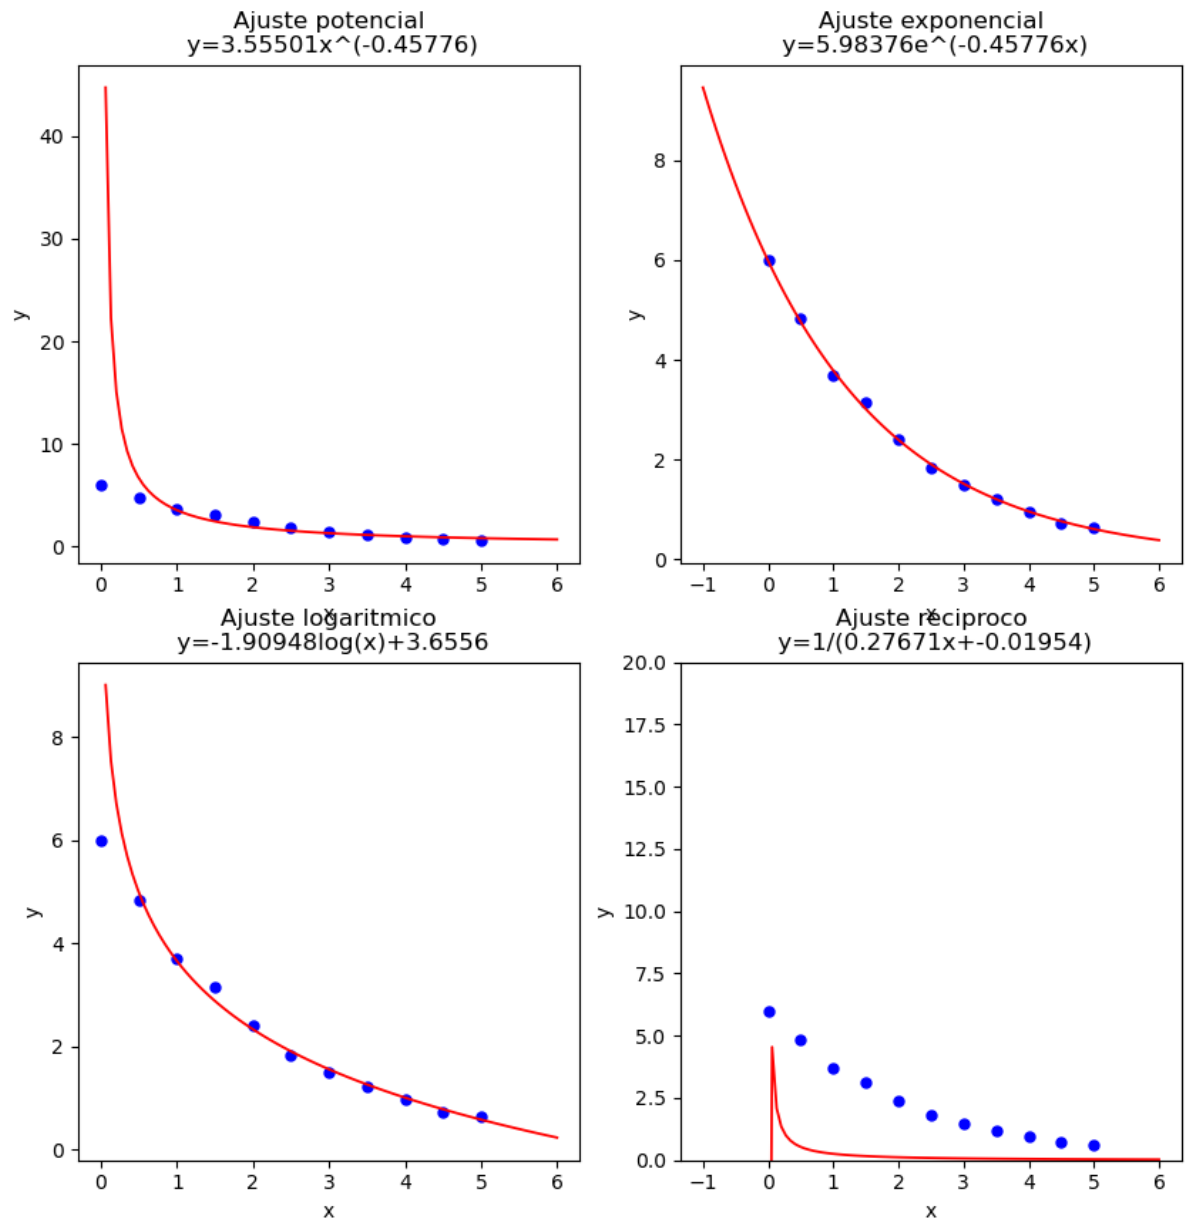 Ajuste potencial
y=3.55501x^(-0.45776)
40
30
20
10
0
y
0 1 2 3 4 5 6
x
Ajuste exponencial
y=5.98376e^(-0.45776x)
8
6
4
2
0
y
−1 0 1 2 3 4 5 6
x
Ajuste logaritmico
y=-1.90948log(x)+3.6556
8
6
4
2
0
y
0 1 2 3 4 5 6
x
Ajuste reciproco
y=1/(0.27671x+-0.01954)
20.0
17.5
15.0
12.5
10.0
7.5
5.0
2.5
0.0
y
−1 0 1 2 3 4 5 6
x